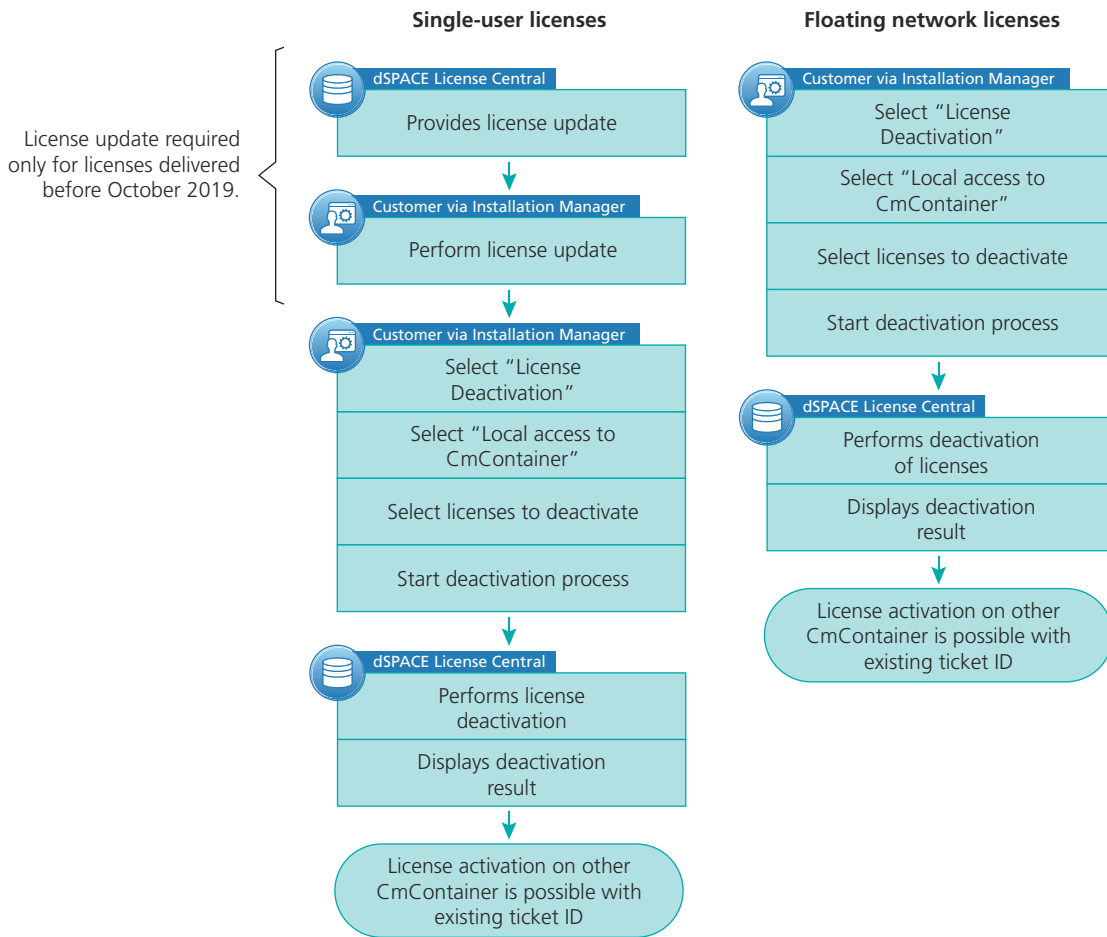 Single-user licenses
License update required
only for licenses delivered
before October 2019.
dSPACE License Central
Provides license update
Customer via Installation Manager
Perform license update
Customer via Installation Manager
Select “License
Deactivation”
Select “Local access to
CmContainer”
Select licenses to deactivate
Start deactivation process
dSPACE License Central
Performs license
deactivation
Displays deactivation
result
License activation on other
CmContainer is possible with
existing ticket ID
Floating network licenses
Customer via Installation Manager
Select “License
Deactivation”
Select “Local access to
CmContainer”
Select licenses to deactivate
Start deactivation process
dSPACE License Central
Performs deactivation
of licenses
Displays deactivation
result
License activation on other
CmContainer is possible with
existing ticket ID